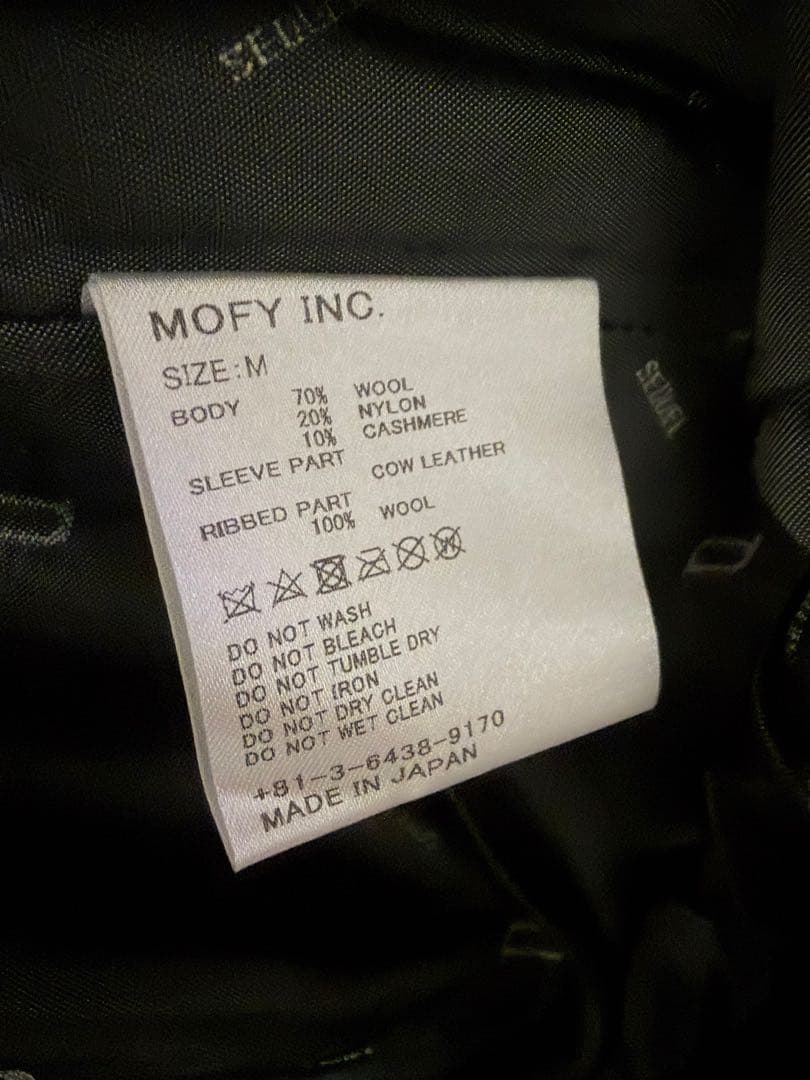 SEQUEL
MOFY INC.
SIZE:M
BODY 70% WOOL
20% NYLON
10% CASHMERE
SLEEVE PART COW LEATHER
RIBBED PART
100% WOOL
W
DO NOT WASH
DO NOT BLEACH
DO NOT TUMBLE DRY
DO NOT IRON
DO NOT DRY CLEAN
DO NOT WET CLEAN
+81-3-6438-9170
MADE IN JAPAN